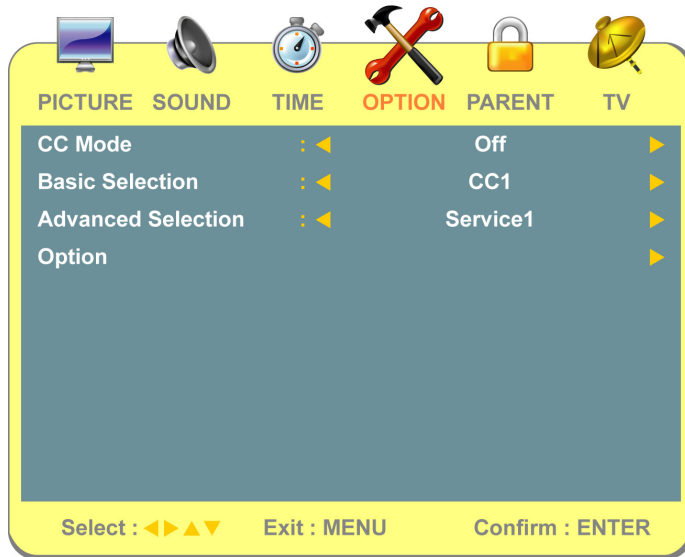 PICTURE SOUND TIME OPTION PARENT TV
CC Mode : Off
Basic Selection : CC1
Advanced Selection : Service1
Option
Select : ◀▶▲▼ Exit : MENU Confirm : ENTER